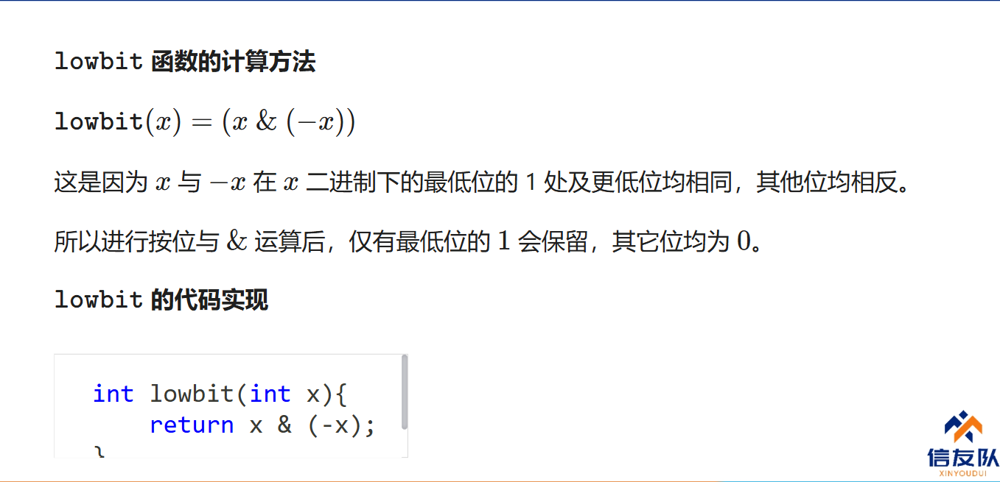 lowbit 函数的计算方法
lowbit(x) = (x & (−x))
这是因为 x 与 −x 在 x 二进制下的最低位的 1 处及更低位均相同，其他位均相反。
所以进行按位与 & 运算后，仅有最低位的 1 会保留，其它位均为 0。
lowbit 的代码实现
int lowbit(int x){
    return x & (-x);
}
信友队
XINYOUDUI